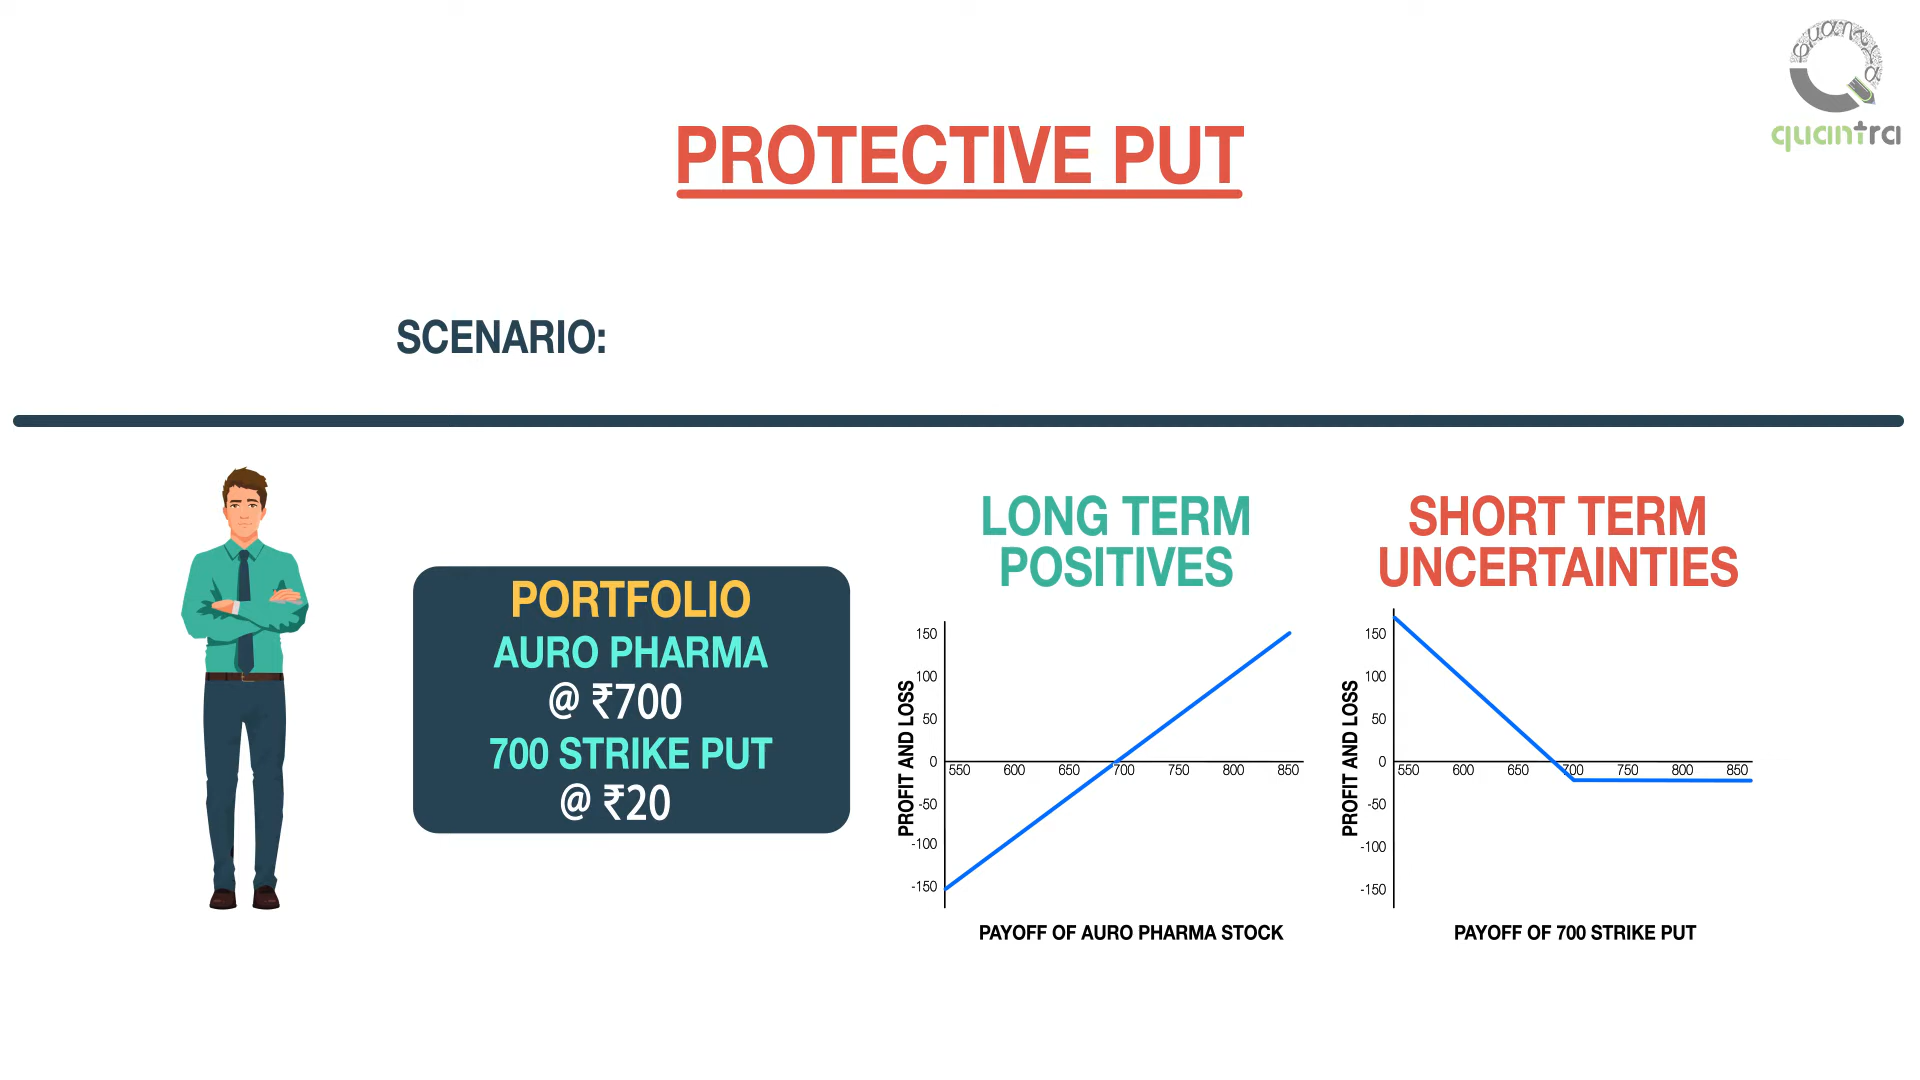 quantra
PROTECTIVE PUT
SCENARIO:
PORTFOLIO
AURO PHARMA
@ ₹700
700 STRIKE PUT
@ ₹20
LONG TERM
POSITIVES
PROFIT AND LOSS
150
100
50
0
-50
-100
-150
550 600 650 700 750 800 850
PAYOFF OF AURO PHARMA STOCK
SHORT TERM
UNCERTAINTIES
PROFIT AND LOSS
150
100
50
0
-50
-100
-150
550 600 650 700 750 800 850
PAYOFF OF 700 STRIKE PUT